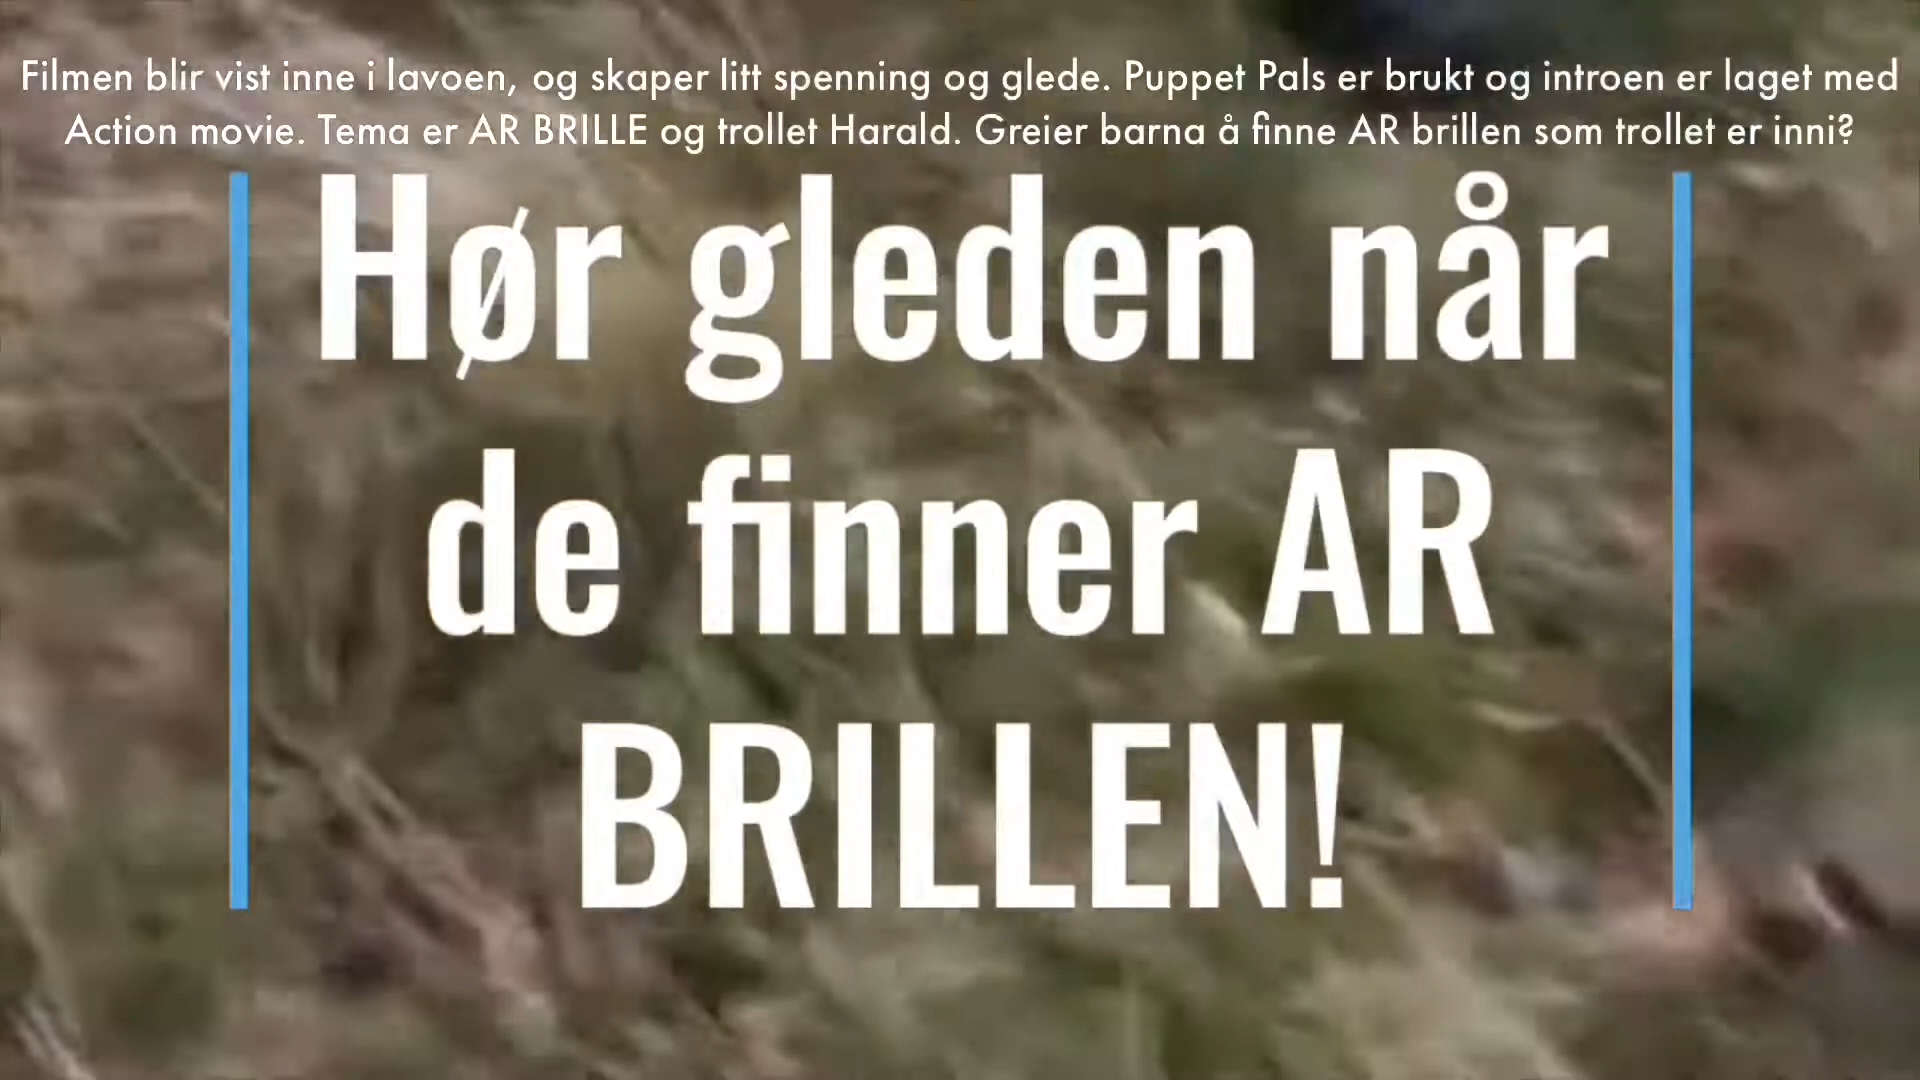 Filmen blir vist inne i lavoen, og skaper litt spenning og glede. Puppet Pals er brukt og introen er laget med
Action movie. Tema er AR BRILLE og trollet Harald. Greier barna å finne AR brillen som trollet er inni?
Hør gleden når
de finner AR
BRILLEN!